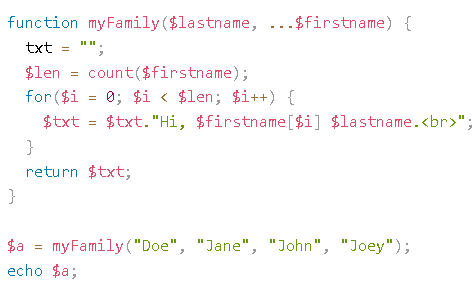 function myFamily($lastname, ...$firstname) {
  txt = "";
  $len = count($firstname);
  for($i = 0; $i < $len; $i++) {
    $txt = $txt."Hi, $firstname[$i] $lastname.<br>";
  }
  return $txt;
}

$a = myFamily("Doe", "Jane", "John", "Joey");
echo $a;